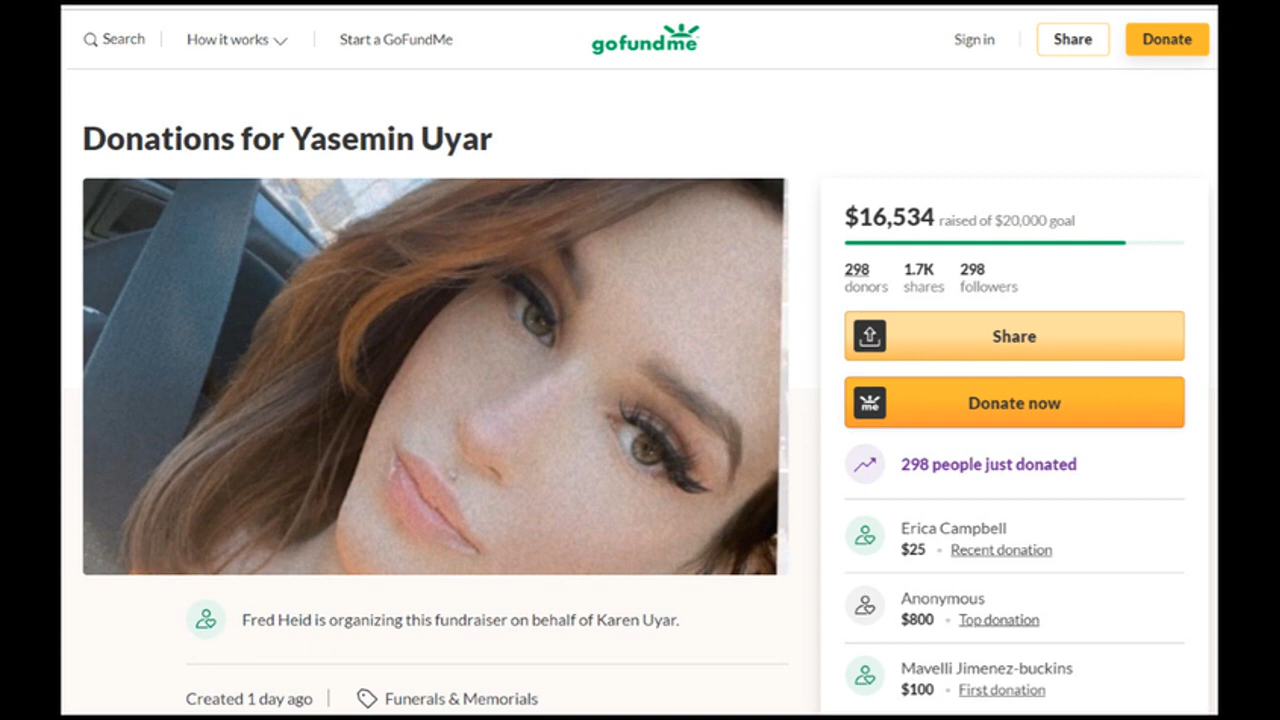 Search
How it works
Start a GoFundMe
gofundme
Sign in
Share
Donate
Donations for Yasemin Uyar
$16,534 raised of $20,000 goal
298 1.7K 298
donors shares followers
Share
me Donate now
298 people just donated
Erica Campbell
$25 • Recent donation
Anonymous
$800 • Top donation
Mavelli Jimenez-buckins
$100 • First donation
Fred Heid is organizing this fundraiser on behalf of Karen Uyar.
Created 1 day ago | Funerals & Memorials